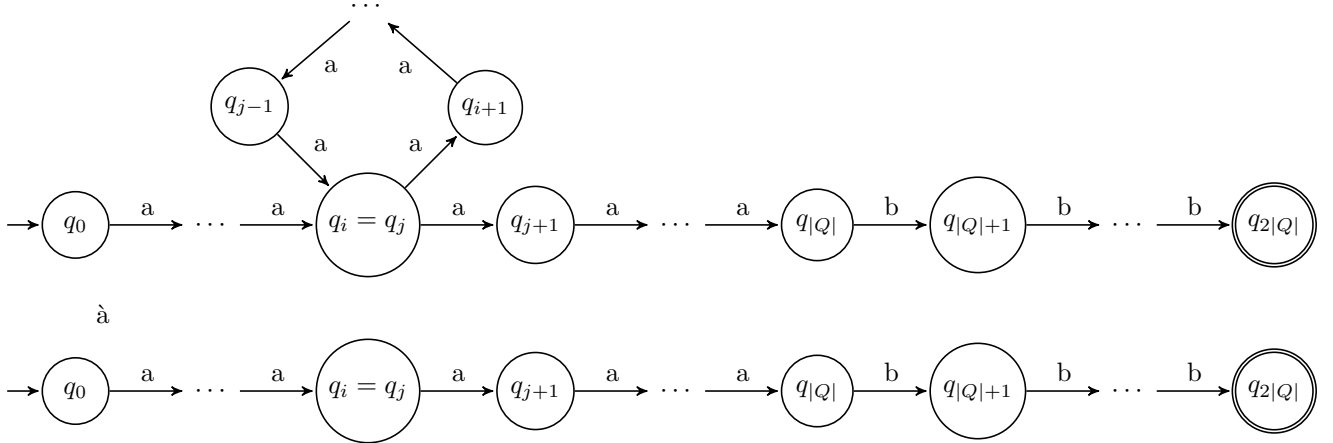 ⋯
a a
q_{j−1} q_{i+1}
a a
q_0 a ⋯ a q_i = q_j a q_{j+1} a ⋯ a q_{|Q|} b q_{|Q|+1} b ⋯ b q_{2|Q|}
à
q_0 a ⋯ a q_i = q_j a q_{j+1} a ⋯ a q_{|Q|} b q_{|Q|+1} b ⋯ b q_{2|Q|}